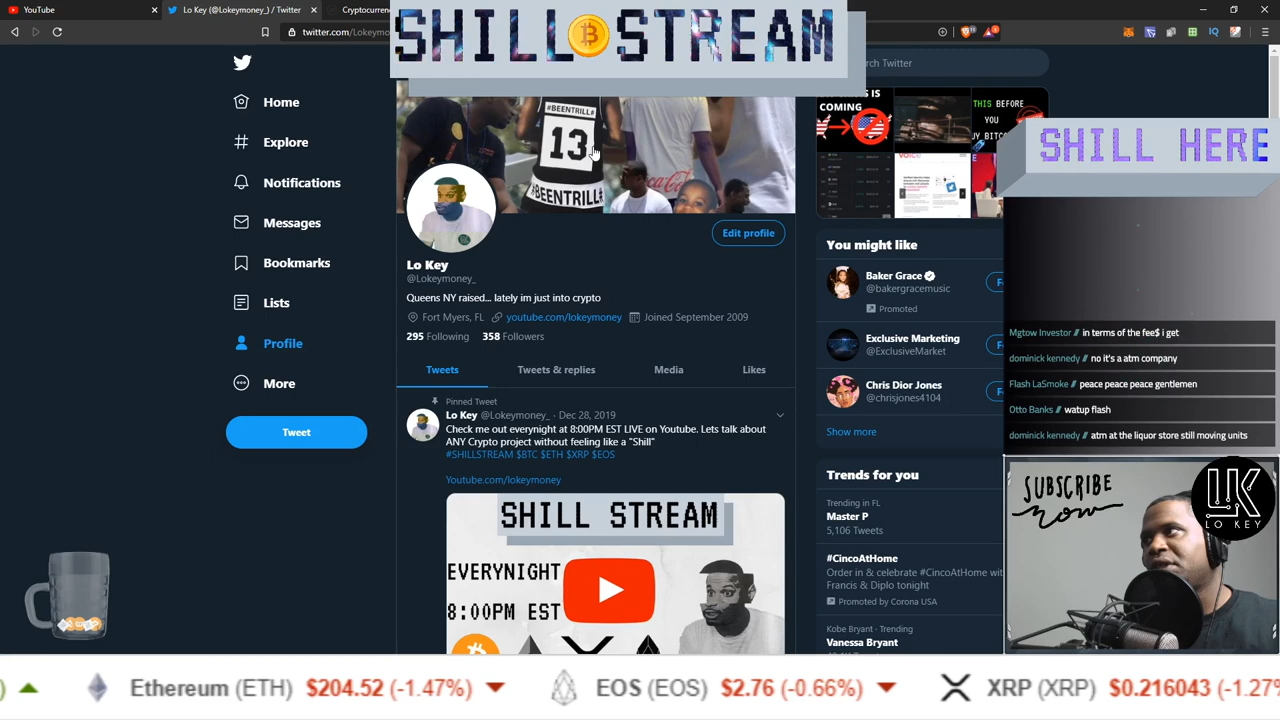 YouTube
Lo Key (@Lokeymoney_) / Twitter
Cryptocurren
twitter.com/Lokeymo
SHILL STREAM
Search Twitter
Home
Explore
Notifications
Messages
Bookmarks
Lists
Profile
More
Tweet
#BEENTRILL#
13
#BEENTRILL#
Coca-Cola
Edit profile
Lo Key
@Lokeymoney_
Queens NY raised... lately im just into crypto
Fort Myers, FL youtube.com/lokeymoney Joined September 2009
295 Following 358 Followers
Tweets Tweets & replies Media Likes
Pinned Tweet
Lo Key @Lokeymoney_ · Dec 28, 2019
Check me out everynight at 8:00PM EST LIVE on Youtube. Lets talk about
ANY Crypto project without feeling like a "Shill"
#SHILLSTREAM $BTC $ETH $XRP $EOS
Youtube.com/lokeymoney
SHILL STREAM
EVERYNIGHT
8:00PM EST
COMING
THIS BEFORE
YOU
You might like
Baker Grace
@bakergracemusic
Promoted
Exclusive Marketing
@ExclusiveMarket
Chris Dior Jones
@chrisjones4104
Show more
Trends for you
Trending in FL
Master P
5,106 Tweets
#CincoAtHome
Order in & celebrate #CincoAtHome wit
Francis & Diplo tonight
Promoted by Corona USA
Kobe Bryant · Trending
Vanessa Bryant
SHILL HERE
Mgtow Investor // in terms of the fee$ i get
dominick kennedy // no it's a atm company
Flash LaSmoke // peace peace peace gentlemen
Otto Banks // watup flash
dominick kennedy // atm at the liquor store still moving units
SUBSCRIBE
now
LK
LO KEY
) Ethereum (ETH) $204.52 (-1.47%) EOS (EOS) $2.76 (-0.66%) XRP (XRP) $0.216043 (-1.27%